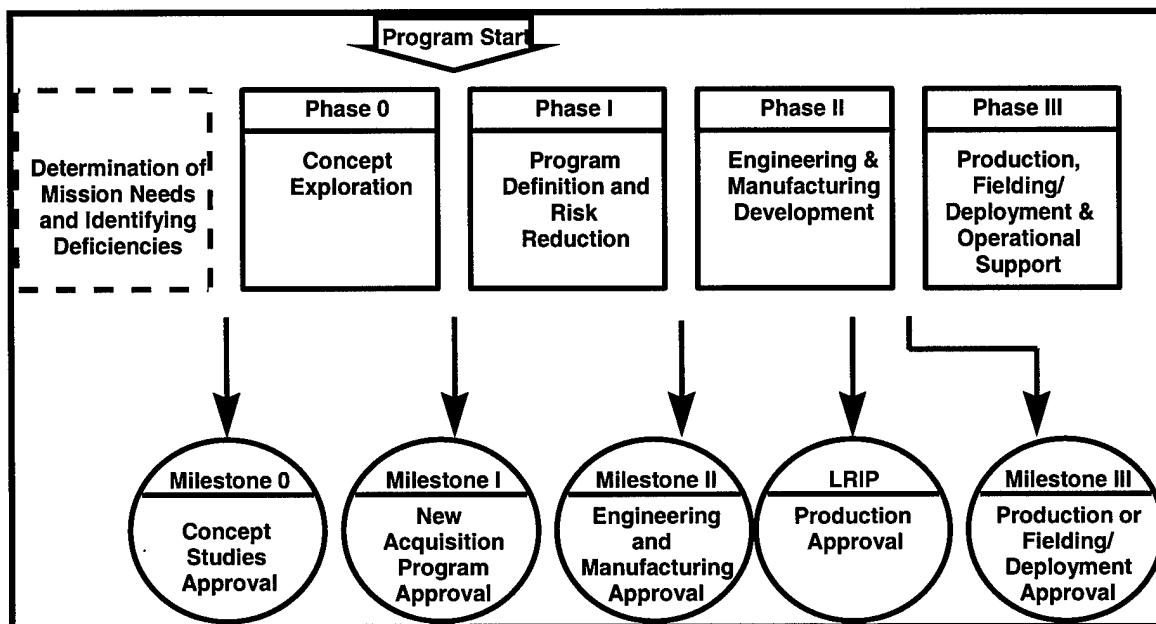 Program Start
Determination of
Mission Needs
and Identifying
Deficiencies
Phase 0
Concept
Exploration
Phase I
Program
Definition and
Risk
Reduction
Phase II
Engineering &
Manufacturing
Development
Phase III
Production,
Fielding/
Deployment &
Operational
Support
Milestone 0
Concept
Studies
Approval
Milestone I
New
Acquisition
Program
Approval
Milestone II
Engineering
and
Manufacturing
Approval
LRIP
Production
Approval
Milestone III
Production or
Fielding/
Deployment
Approval